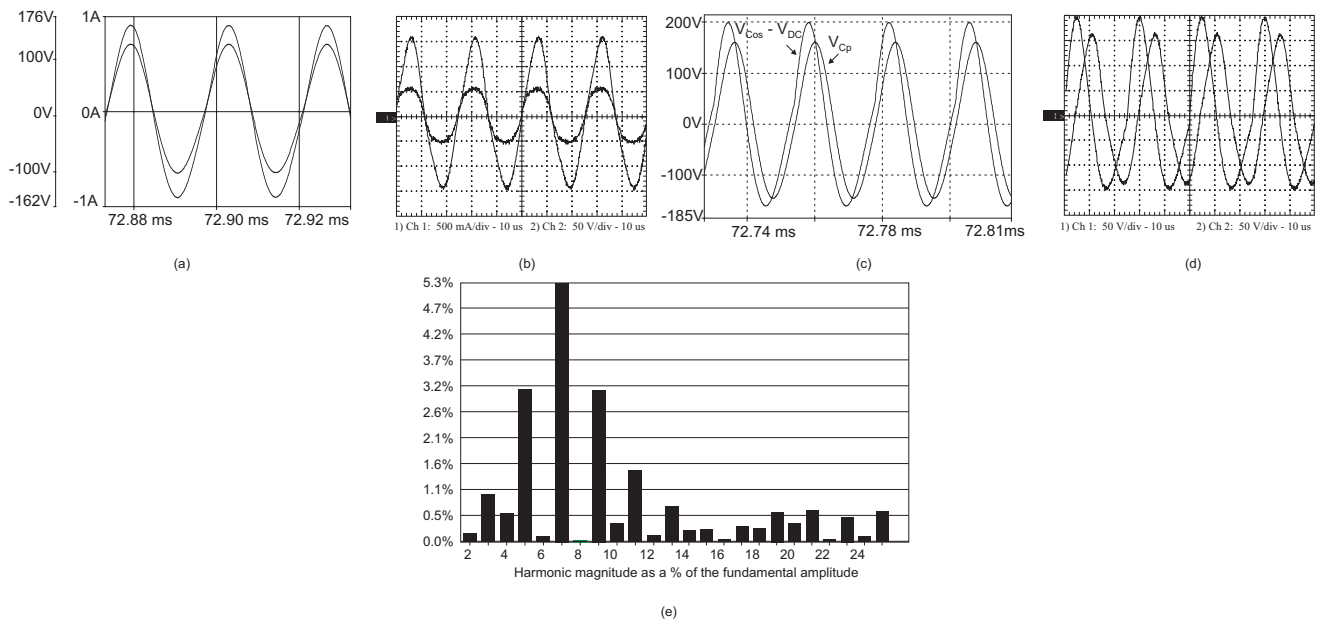 176V
100V
0V
-100V
-162V
1A
0A
-1A
72.88 ms
72.90 ms
72.92 ms
(a)
1) Ch 1: 500 mA/div - 10 us 2) Ch 2: 50 V/div - 10 us
(b)
200V
100V
0V
-100V
-185V
VCos - VDC
VCp
72.74 ms
72.78 ms
72.81ms
(c)
1) Ch 1: 50 V/div - 10 us 2) Ch 2: 50 V/div - 10 us
(d)
5.3%
4.7%
4.2%
3.7%
3.2%
2.6%
2.1%
1.6%
1.1%
0.5%
0.0%
2 4 6 8 10 12 14 16 18 20 22 24
Harmonic magnitude as a % of the fundamental amplitude
(e)